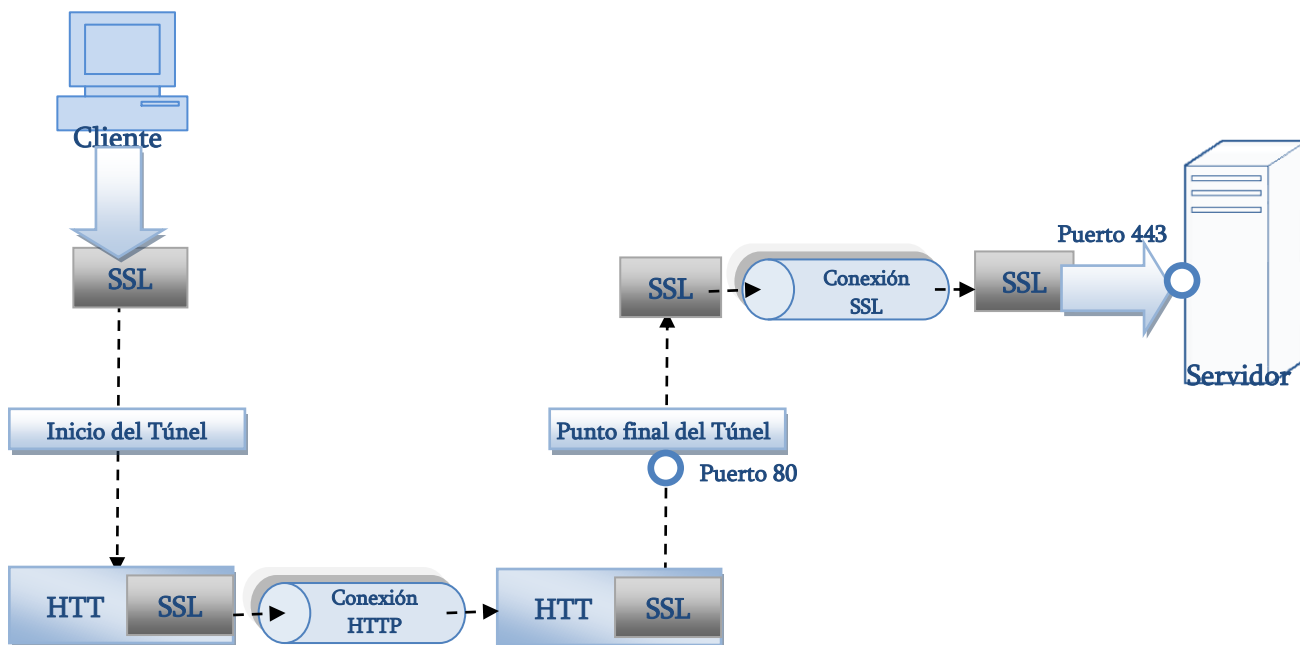 Cliente
SSL
Inicio del Túnel
HTT
SSL
Conexión
HTTP
HTT
SSL
Puerto 80
Punto final del Túnel
SSL
Conexión
SSL
SSL
Puerto 443
Servidor